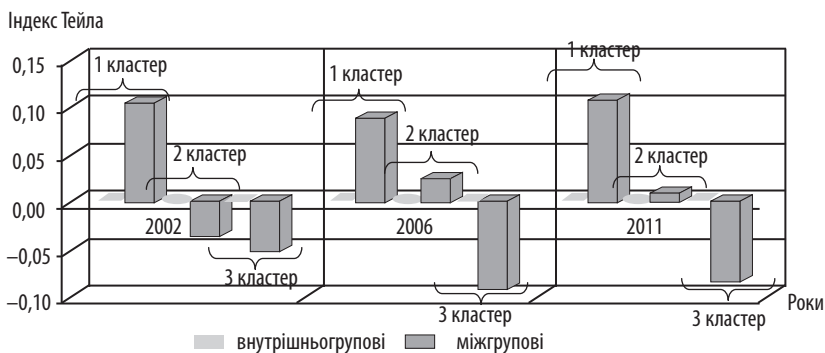 Індекс Тейла
0,15
0,10
0,05
0,00
–0,05
–0,10
1 кластер
2 кластер
3 кластер
2002
1 кластер
2 кластер
3 кластер
2006
1 кластер
2 кластер
3 кластер
2011
Роки
внутрішньогрупові
міжгрупові